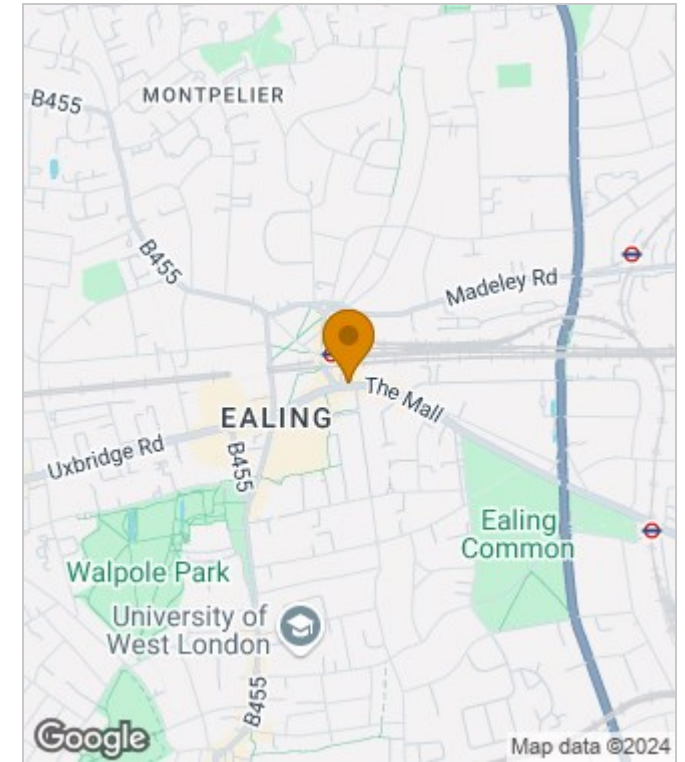 B455
MONTPELIER
B455
Madeley Rd
The Mall
EALING
Uxbridge Rd
B455
Ealing
Common
Walpole Park
University of
West London
B455
Google
Map data ©2024